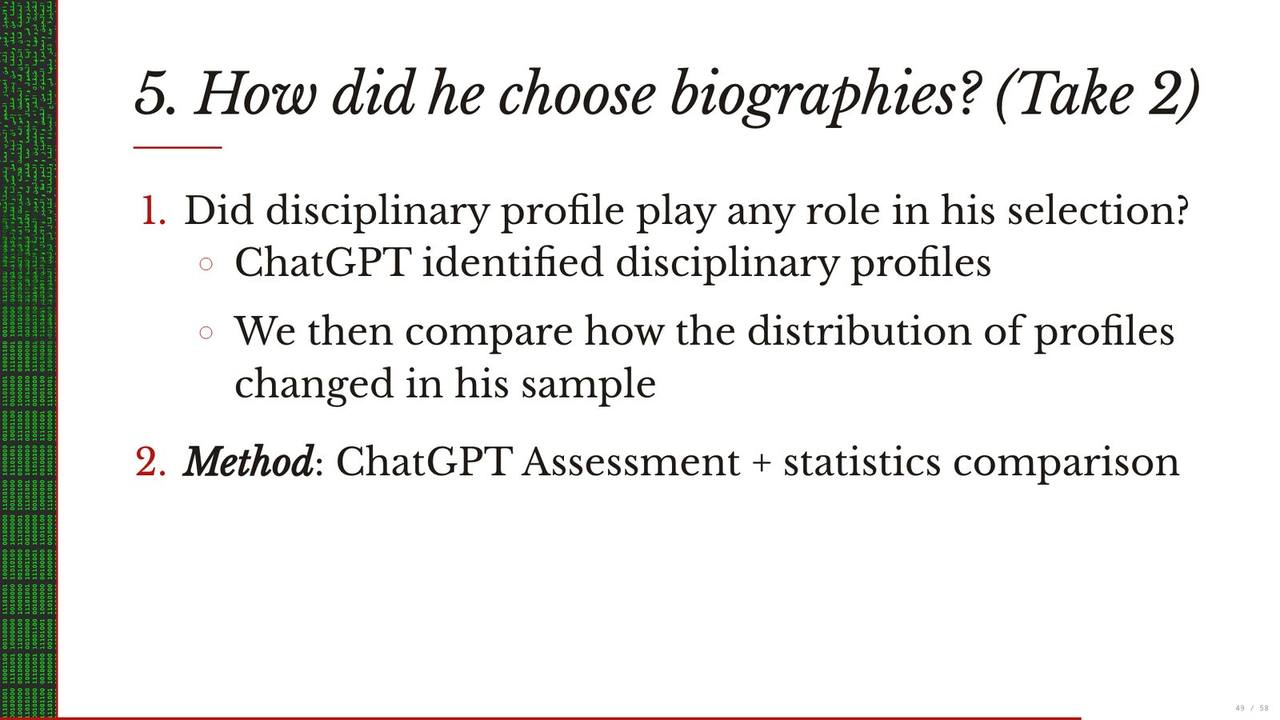 5. How did he choose biographies? (Take 2)
1. Did disciplinary profile play any role in his selection?
○ ChatGPT identified disciplinary profiles
○ We then compare how the distribution of profiles
changed in his sample
2. Method: ChatGPT Assessment + statistics comparison
49 / 58